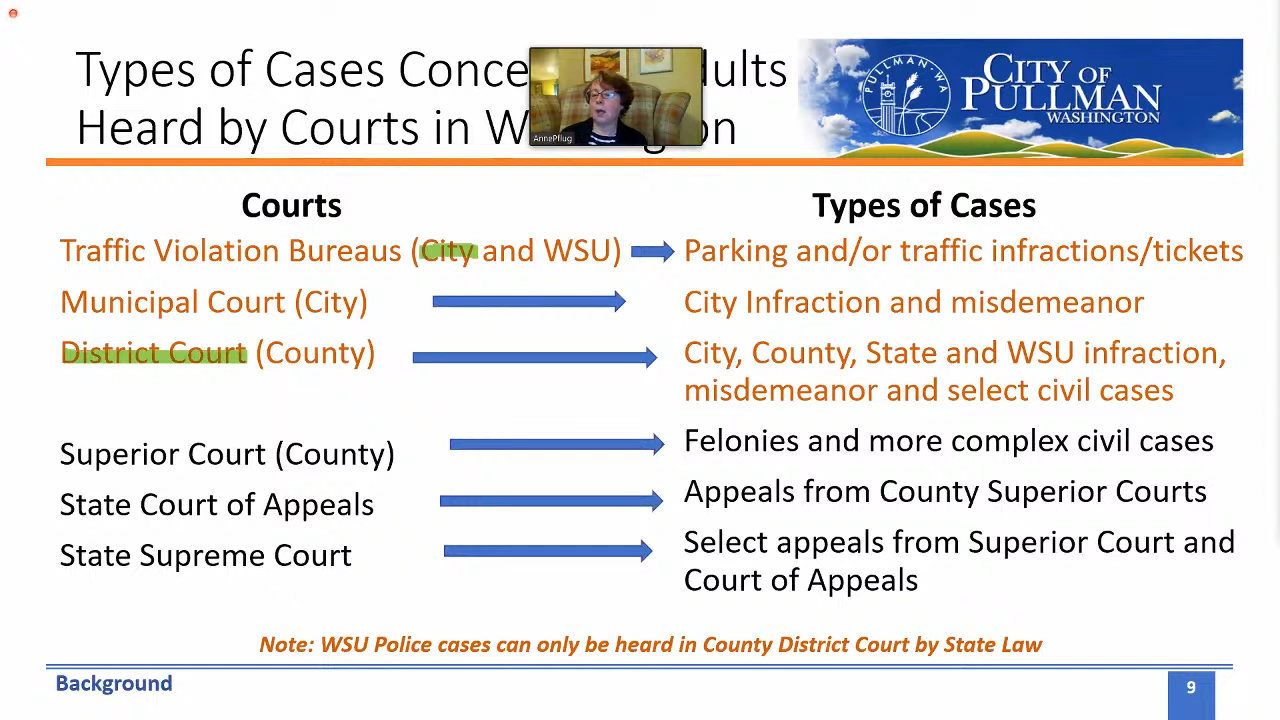 Types of Cases Conce dults
Heard by Courts in W on
AnnePflug
PULLMAN·WA
CITY OF
PULLMAN
WASHINGTON
Courts
Types of Cases
Traffic Violation Bureaus (City and WSU)
Parking and/or traffic infractions/tickets
Municipal Court (City)
City Infraction and misdemeanor
District Court (County)
City, County, State and WSU infraction,
misdemeanor and select civil cases
Superior Court (County)
Felonies and more complex civil cases
State Court of Appeals
Appeals from County Superior Courts
State Supreme Court
Select appeals from Superior Court and
Court of Appeals
Note: WSU Police cases can only be heard in County District Court by State Law
Background
9